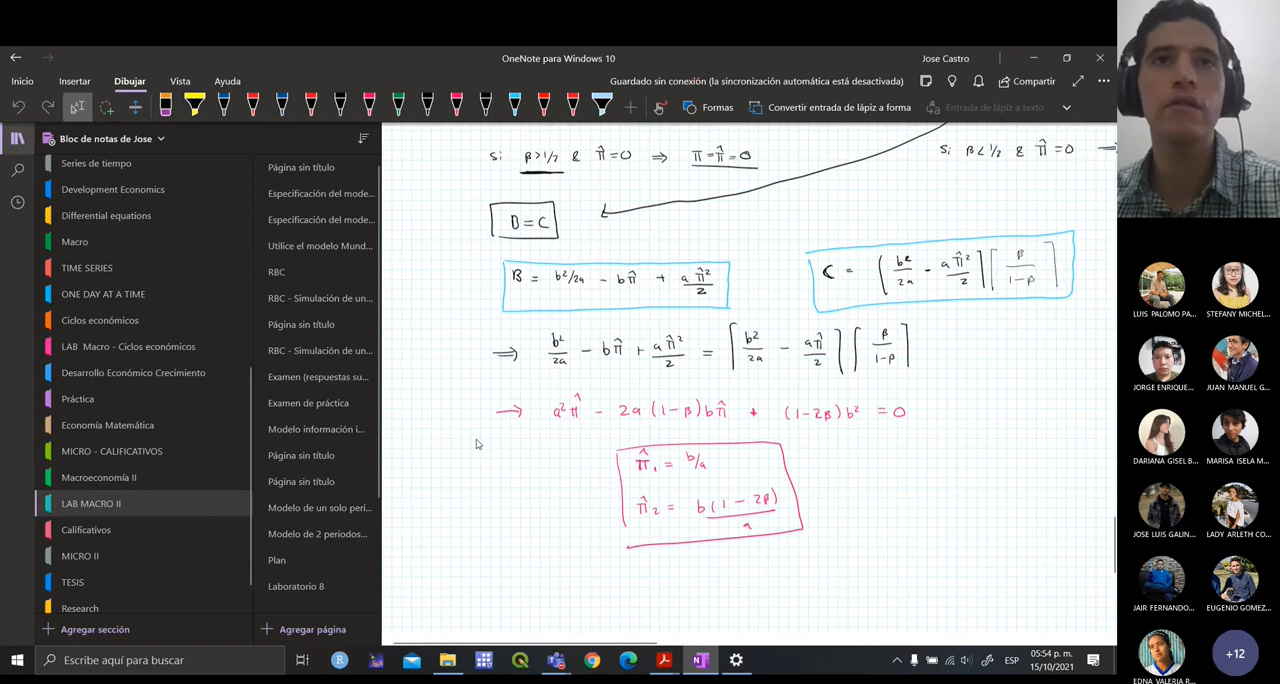 OneNote para Windows 10
Jose Castro
Inicio
Insertar
Dibujar
Vista
Ayuda
Guardado sin conexión (la sincronización automática está desactivada)
Compartir
Formas
Convertir entrada de lápiz a forma
Entrada de lápiz a texto
Bloc de notas de Jose
Series de tiempo
Development Economics
Differential equations
Macro
TIME SERIES
ONE DAY AT A TIME
Ciclos económicos
LAB Macro - Ciclos económicos
Desarrollo Económico Crecimiento
Práctica
Economía Matemática
MICRO - CALIFICATIVOS
Macroeconomía II
LAB MACRO II
Calificativos
MICRO II
TESIS
Research
Agregar sección
Página sin título
Especificación del mode...
Especificación del mode...
Utilice el modelo Mund...
RBC
RBC - Simulación de un...
Página sin título
RBC - Simulación de un...
Examen (respuestas su...
Examen de práctica
Modelo información i...
Página sin título
Página sin título
Modelo de un solo peri...
Modelo de 2 periodos...
Plan
Laboratorio 8
Agregar página
Si β>1/2 & π̂=0 ⇒ π=π̂=0
Si β<1/2 & π̂=0 ⇒
B=C
B = b²/2a - bπ̂ + aπ̂²/2
C = [b²/2a - aπ̂²/2][β/1-β]
⇒ b²/2a - bπ̂ + aπ̂²/2 = [b²/2a - aπ̂/2][β/1-β]
→ a²π̂ - 2a(1-β)bπ̂ + (1-2β)b² = 0
π̂₁ = b/a
π̂₂ = b(1-2β)/a
LUIS PALOMO PA...
STEFANY MICHEL...
JORGE ENRIQUE...
JUAN MANUEL G...
DARIANA GISEL B...
MARISA ISELA M...
JOSE LUIS GALIN...
LADY ARLETH CO...
JAIR FERNANDO...
EUGENIO GOMEZ...
EDNA VALERIA R...
+12
Escribe aquí para buscar
ESP
05:54 p. m.
15/10/2021